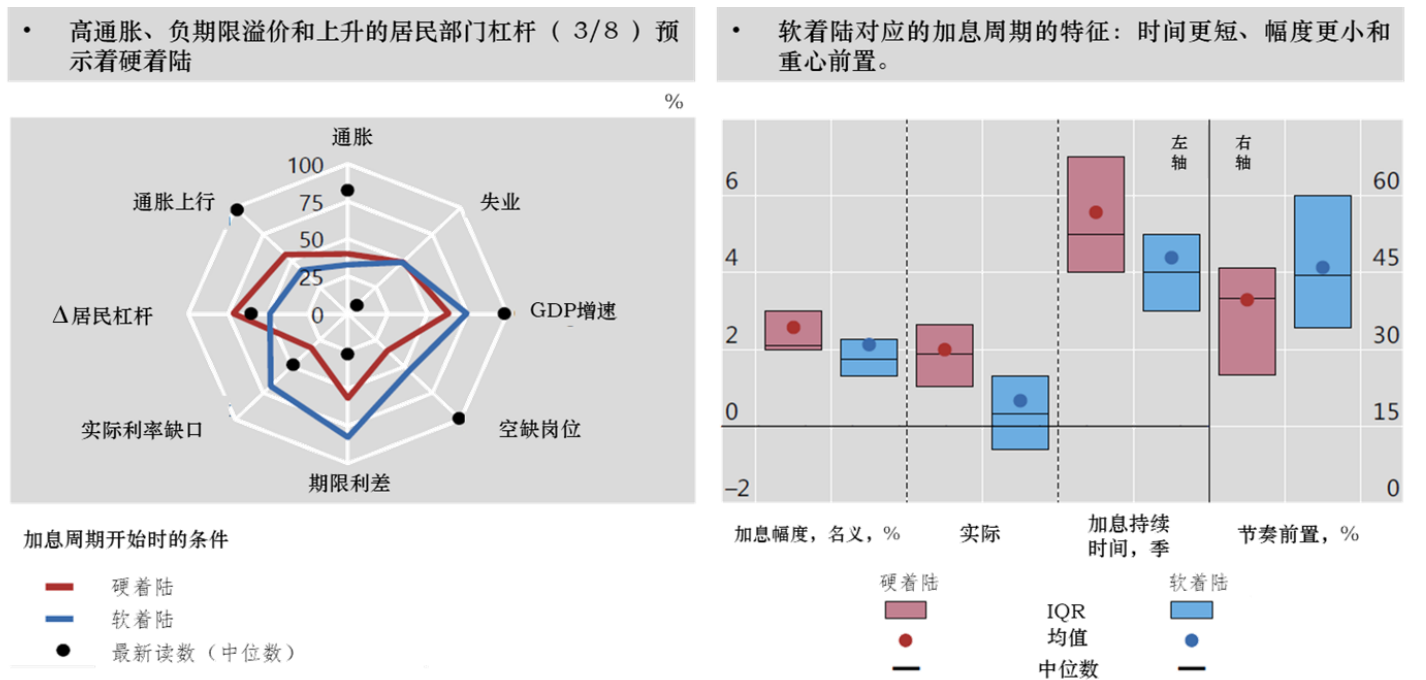 • 高通胀、负期限溢价和上升的居民部门杠杆（ 3/8 ）预
示着硬着陆
%
通胀
100
75
50
25
0
通胀上行
失业
Δ居民杠杆
GDP增速
实际利率缺口
空缺岗位
期限利差
加息周期开始时的条件
硬着陆
软着陆
最新读数（中位数）
• 软着陆对应的加息周期的特征：时间更短、幅度更小和
重心前置。
左
轴
右
轴
6
4
2
0
–2
60
45
30
15
0
加息幅度，名义，%
实际
加息持续
时间，季
节奏前置，%
硬着陆
软着陆
IQR
均值
中位数